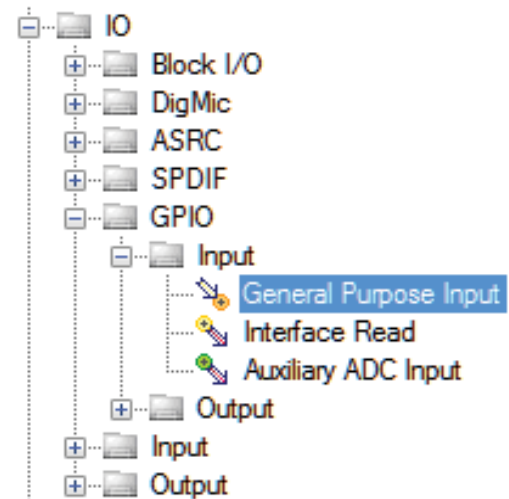 IO
Block I/O
DigMic
ASRC
SPDIF
GPIO
Input
General Purpose Input
Interface Read
Auxiliary ADC Input
Output
Input
Output